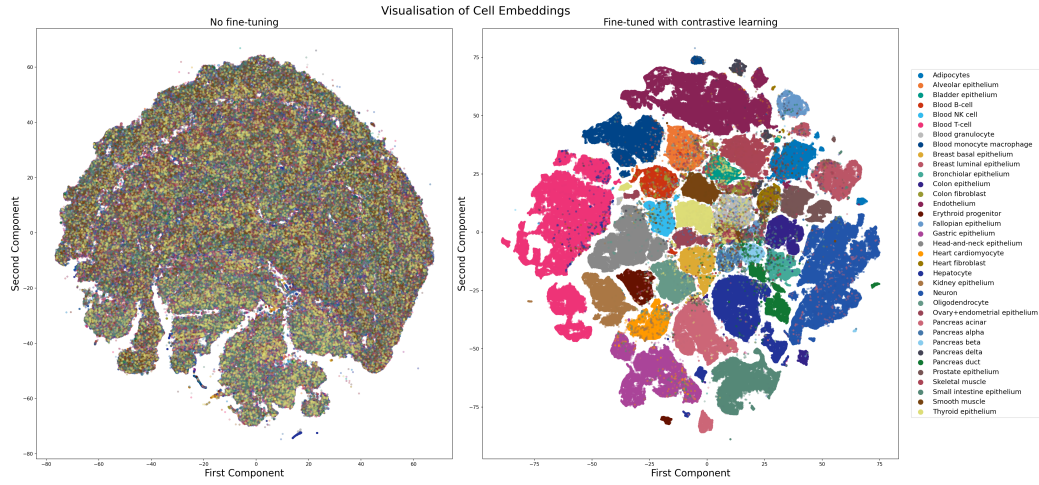 Visualisation of Cell Embeddings
No fine-tuning
Second Component
60
40
20
0
−20
−40
−60
−80
−80
−60
−40
−20
0
20
40
60
First Component
Fine-tuned with contrastive learning
Second Component
75
50
25
0
−25
−50
−75
−75
−50
−25
0
25
50
75
First Component
Adipocytes
Alveolar epithelium
Bladder epithelium
Blood B-cell
Blood NK cell
Blood T-cell
Blood granulocyte
Blood monocyte macrophage
Breast basal epithelium
Breast luminal epithelium
Bronchiolar epithelium
Colon epithelium
Colon fibroblast
Endothelium
Erythroid progenitor
Fallopian epithelium
Gastric epithelium
Head-and-neck epithelium
Heart cardiomyocyte
Heart fibroblast
Hepatocyte
Kidney epithelium
Neuron
Oligodendrocyte
Ovary+endometrial epithelium
Pancreas acinar
Pancreas alpha
Pancreas beta
Pancreas delta
Pancreas duct
Prostate epithelium
Skeletal muscle
Small intestine epithelium
Smooth muscle
Thyroid epithelium